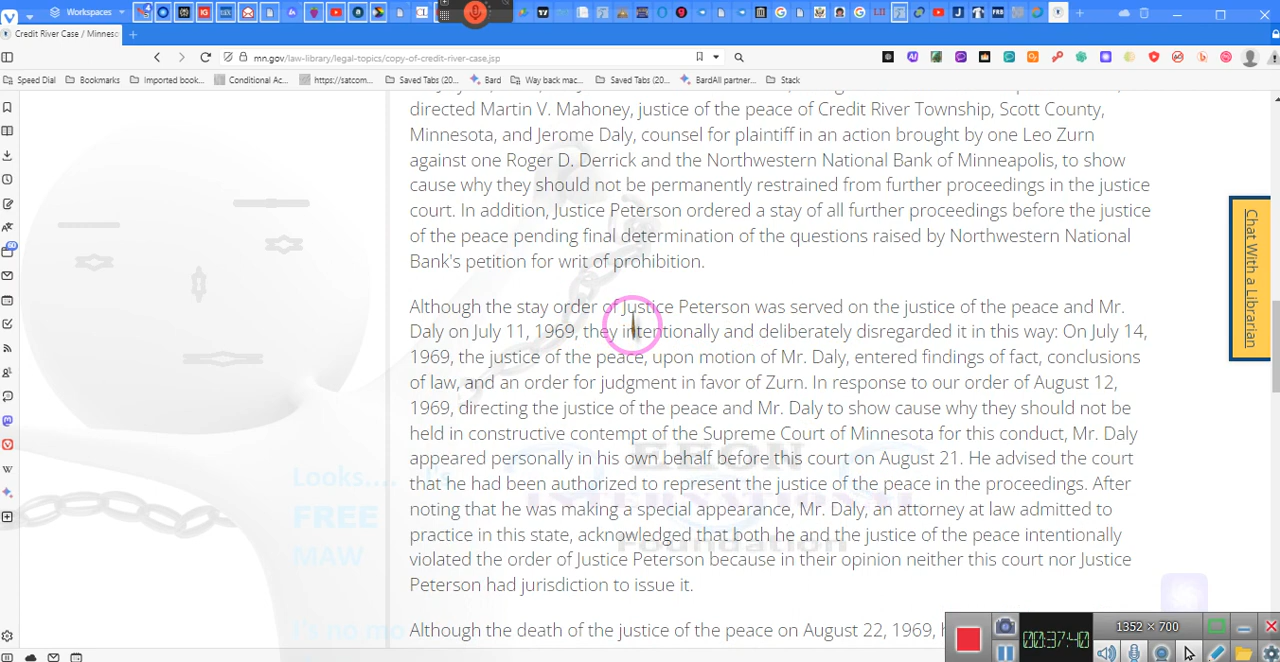 Workspaces
Credit River Case / Minneso
mn.gov/law-library/legal-topics/copy-of-credit-river-case.jsp
Speed Dial
Bookmarks
Imported book...
Conditional Ac...
https://satcom...
Saved Tabs (20...
Bard
Way back mac...
Saved Tabs (20...
BardAll partner...
Stack
directed Martin V. Mahoney, justice of the peace of Credit River Township, Scott County,
Minnesota, and Jerome Daly, counsel for plaintiff in an action brought by one Leo Zurn
against one Roger D. Derrick and the Northwestern National Bank of Minneapolis, to show
cause why they should not be permanently restrained from further proceedings in the justice
court. In addition, Justice Peterson ordered a stay of all further proceedings before the justice
of the peace pending final determination of the questions raised by Northwestern National
Bank's petition for writ of prohibition.
Although the stay order of Justice Peterson was served on the justice of the peace and Mr.
Daly on July 11, 1969, they intentionally and deliberately disregarded it in this way: On July 14,
1969, the justice of the peace, upon motion of Mr. Daly, entered findings of fact, conclusions
of law, and an order for judgment in favor of Zurn. In response to our order of August 12,
1969, directing the justice of the peace and Mr. Daly to show cause why they should not be
held in constructive contempt of the Supreme Court of Minnesota for this conduct, Mr. Daly
appeared personally in his own behalf before this court on August 21. He advised the court
that he had been authorized to represent the justice of the peace in the proceedings. After
noting that he was making a special appearance, Mr. Daly, an attorney at law admitted to
practice in this state, acknowledged that both he and the justice of the peace intentionally
violated the order of Justice Peterson because in their opinion neither this court nor Justice
Peterson had jurisdiction to issue it.
Although the death of the justice of the peace on August 22, 1969,
Chat With a Librarian
Looks....
FREE
MAW
I's no mo
Foundation
00:37:40
1352 × 700